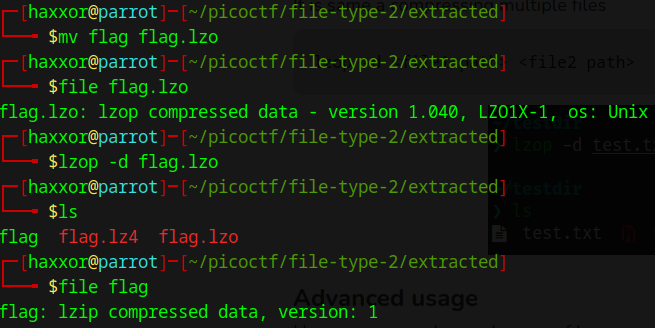 is same a compressing multiple files
[haxxor@parrot]─[~/picoctf/file-type-2/extracted]
$mv flag flag.lzo
[haxxor@parrot]─[~/picoctf/file-type-2/extracted]
<file2 path>
$file flag.lzo
flag.lzo: lzop compressed data - version 1.040, LZO1X-1, os: Unix
[haxxor@parrot]─[~/picoctf/file-type-2/extracted]
/testdir
$lzop -d flag.lzo
❯ lzop -d test.t
[haxxor@parrot]─[~/picoctf/file-type-2/extracted]
/testdir
$ls
❯ ls
flag flag.lz4 flag.lzo
test.txt
[haxxor@parrot]─[~/picoctf/file-type-2/extracted]
$file flag
Advanced usage
flag: lzip compressed data, version: 1